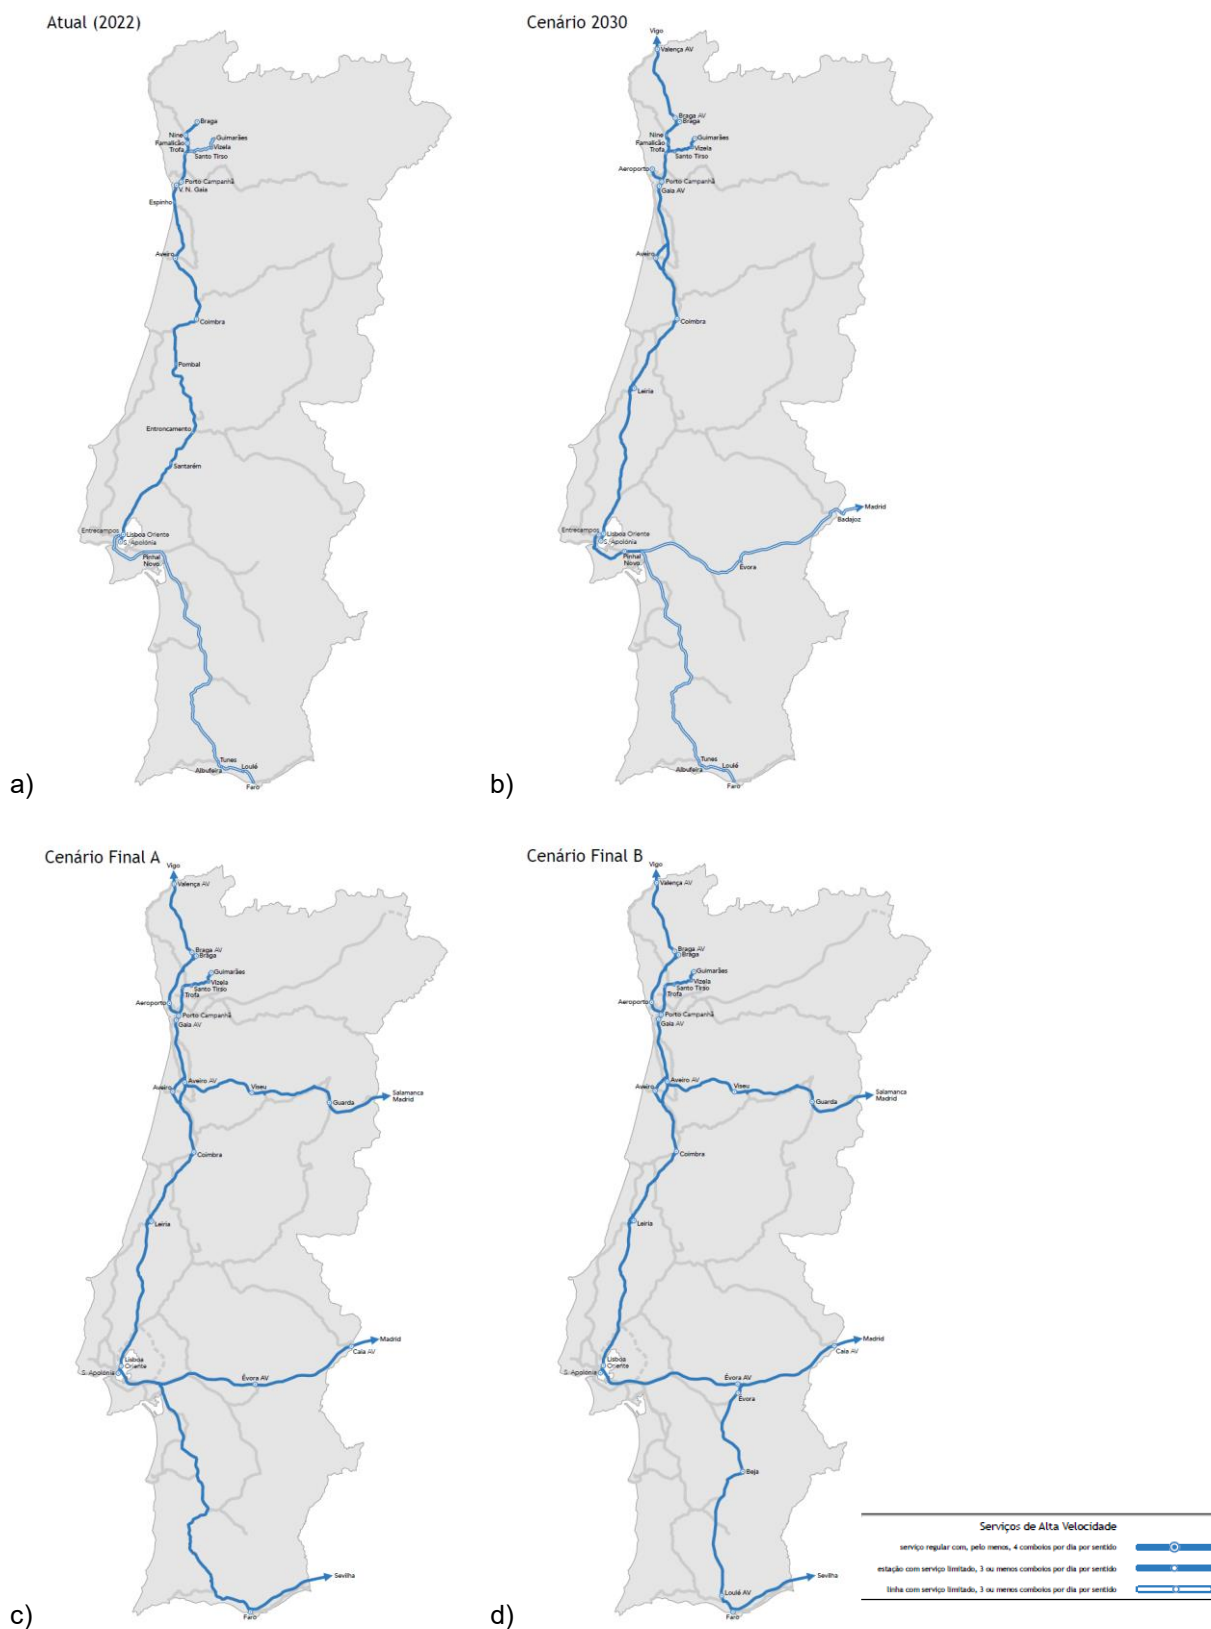 Atual (2022)
Braga
Nine
Guimarães
Famalicão
Vizela
Trofa
Santo Tirso
Porto Campanhã
V. N. Gaia
Espinho
Aveiro
Coimbra
Pombal
Entroncamento
Santarém
Entrecampos
Lisboa Oriente
S. Apolónia
Pinhal
Novo
Tunes
Albufeira
Loulé
Faro
a)
Cenário 2030
Vigo
Valença AV
Braga AV
Braga
Nine
Guimarães
Famalicão
Vizela
Trofa
Santo Tirso
Aeroporto
Porto Campanhã
Gaia AV
Aveiro
Coimbra
Leiria
Madrid
Badajoz
Entrecampos
Lisboa Oriente
S. Apolónia
Pinhal
Novo
Évora
Tunes
Albufeira
Loulé
Faro
b)
Cenário Final A
Vigo
Valença AV
Braga AV
Braga
Guimarães
Vizela
Santo Tirso
Trofa
Aeroporto
Porto Campanhã
Gaia AV
Aveiro AV
Aveiro
Viseu
Salamanca
Madrid
Guarda
Coimbra
Leiria
Madrid
Caia AV
Lisboa
Oriente
S. Apolónia
Évora AV
Sevilha
Faro
c)
Cenário Final B
Vigo
Valença AV
Braga AV
Braga
Guimarães
Vizela
Santo Tirso
Trofa
Aeroporto
Porto Campanhã
Gaia AV
Aveiro AV
Aveiro
Viseu
Salamanca
Madrid
Guarda
Coimbra
Leiria
Madrid
Caia AV
Lisboa
Oriente
S. Apolónia
Évora AV
Évora
Beja
Loulé AV
Sevilha
Faro
d)
Serviços de Alta Velocidade
serviço regular com, pelo menos, 4 comboios por dia por sentido
estação com serviço limitado, 3 ou menos comboios por dia por sentido
linha com serviço limitado, 3 ou menos comboios por dia por sentido